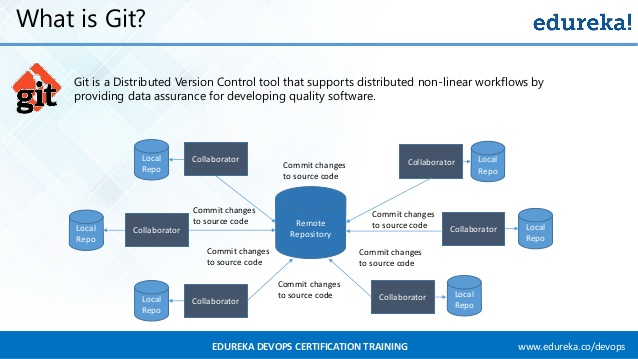 What is Git?
edureka!
git
Git is a Distributed Version Control tool that supports distributed non-linear workflows by
providing data assurance for developing quality software.
Local
Repo
Collaborator
Commit changes
to source code
Collaborator
Local
Repo
Local
Repo
Collaborator
Commit changes
to source code
Remote
Repository
Commit changes
to source code
Collaborator
Local
Repo
Commit changes
to source code
Commit changes
to source code
Local
Repo
Collaborator
Commit changes
to source code
Collaborator
Local
Repo
EDUREKA DEVOPS CERTIFICATION TRAINING
www.edureka.co/devops